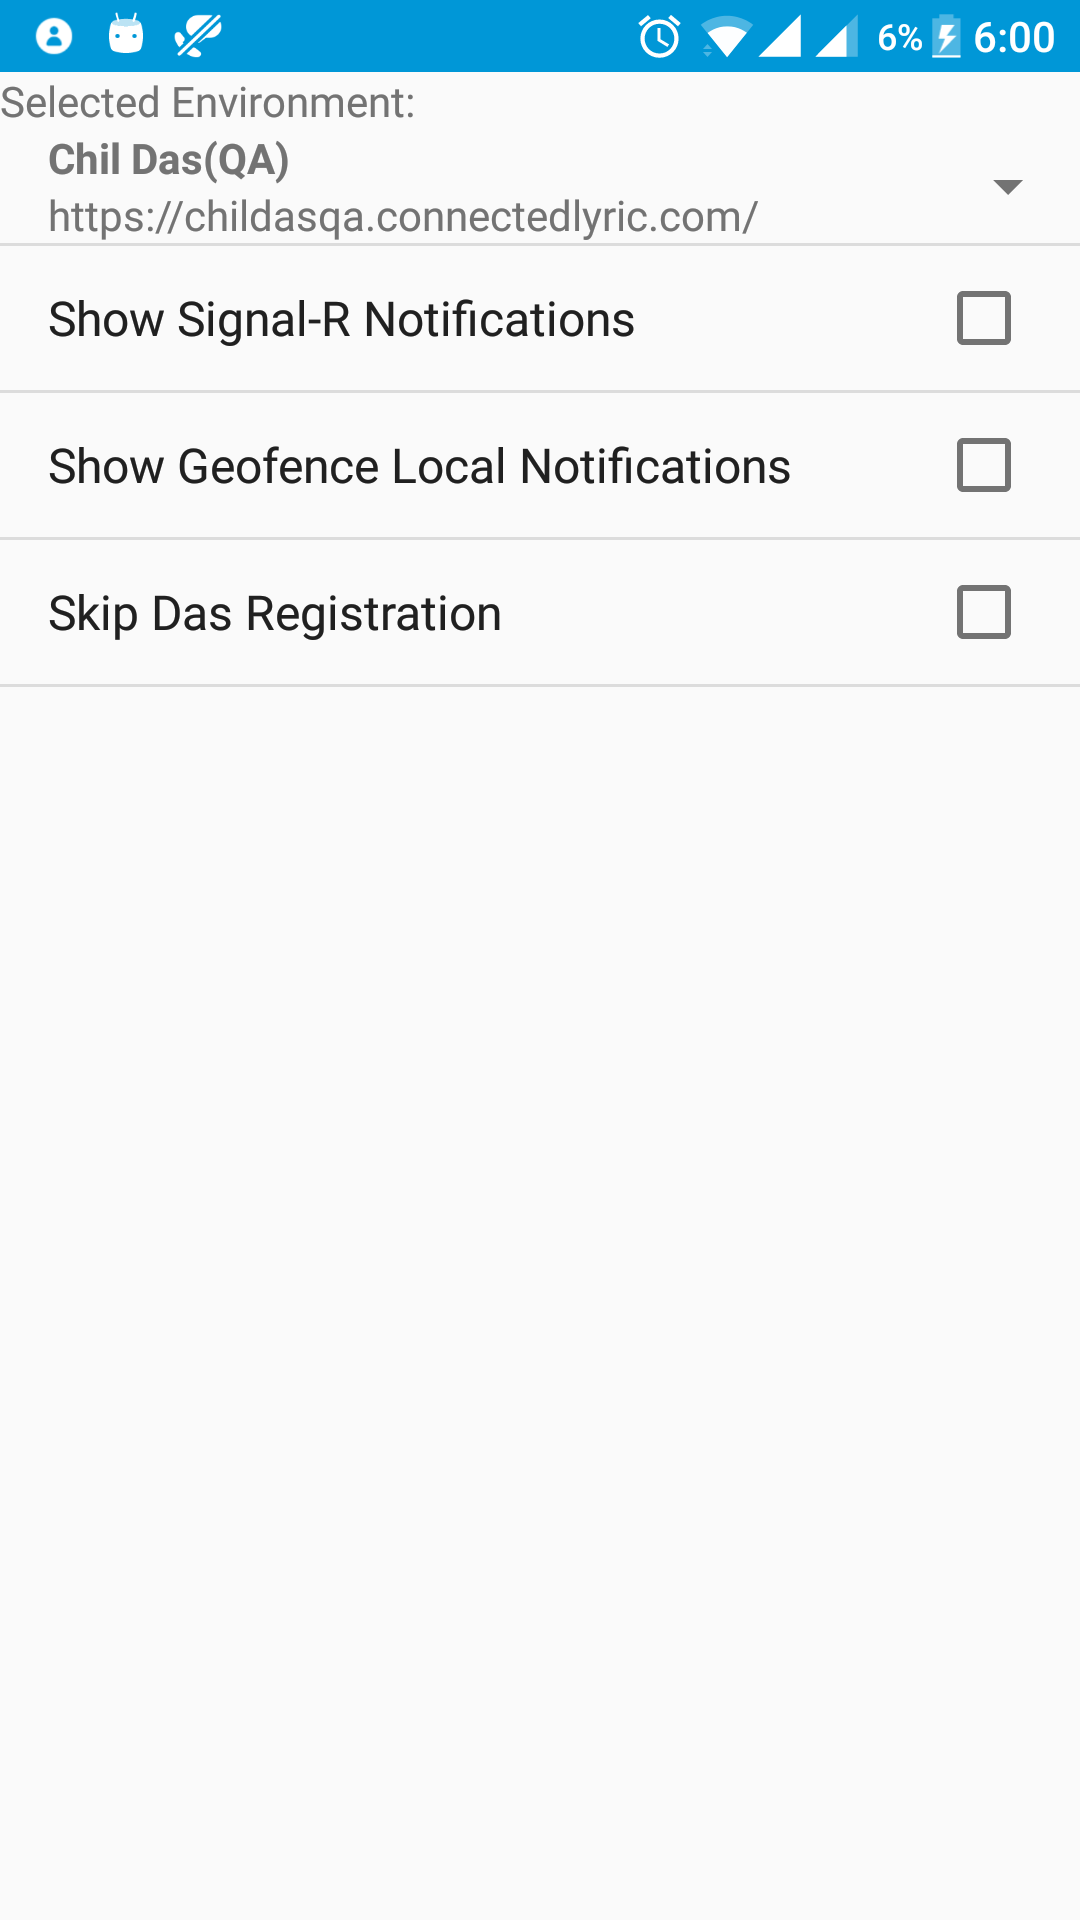 6% 6:00
Selected Environment:
Chil Das(QA)
https://childasqa.connectedlyric.com/
Show Signal-R Notifications
Show Geofence Local Notifications
Skip Das Registration